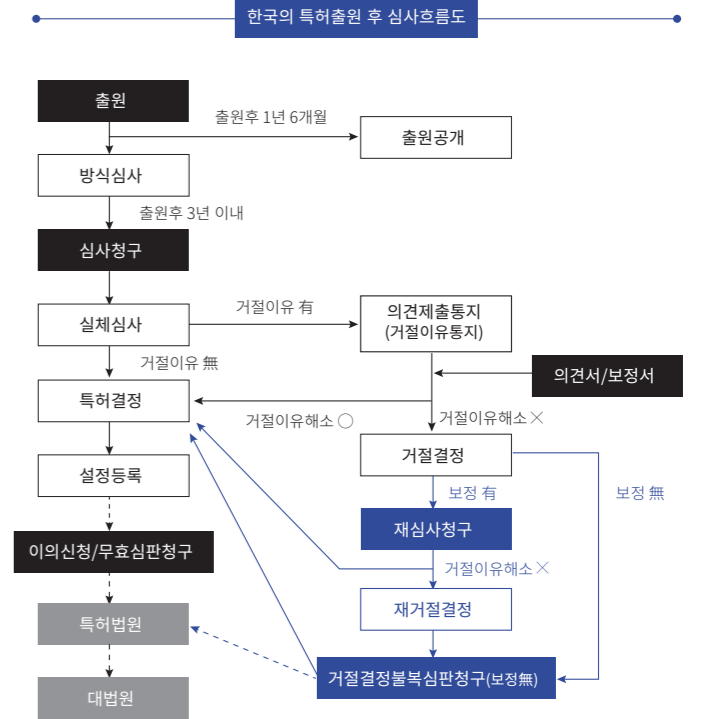 한국의 특허출원 후 심사흐름도
출원
출원후 1년 6개월
출원공개
방식심사
출원후 3년 이내
심사청구
실체심사
거절이유 有
의견제출통지
(거절이유통지)
거절이유 無
의견서/보정서
특허결정
거절이유해소 ○
거절이유해소 ×
거절결정
설정등록
보정 有
보정 無
재심사청구
이의신청/무효심판청구
거절이유해소 ×
재거절결정
특허법원
거절결정불복심판청구(보정無)
대법원